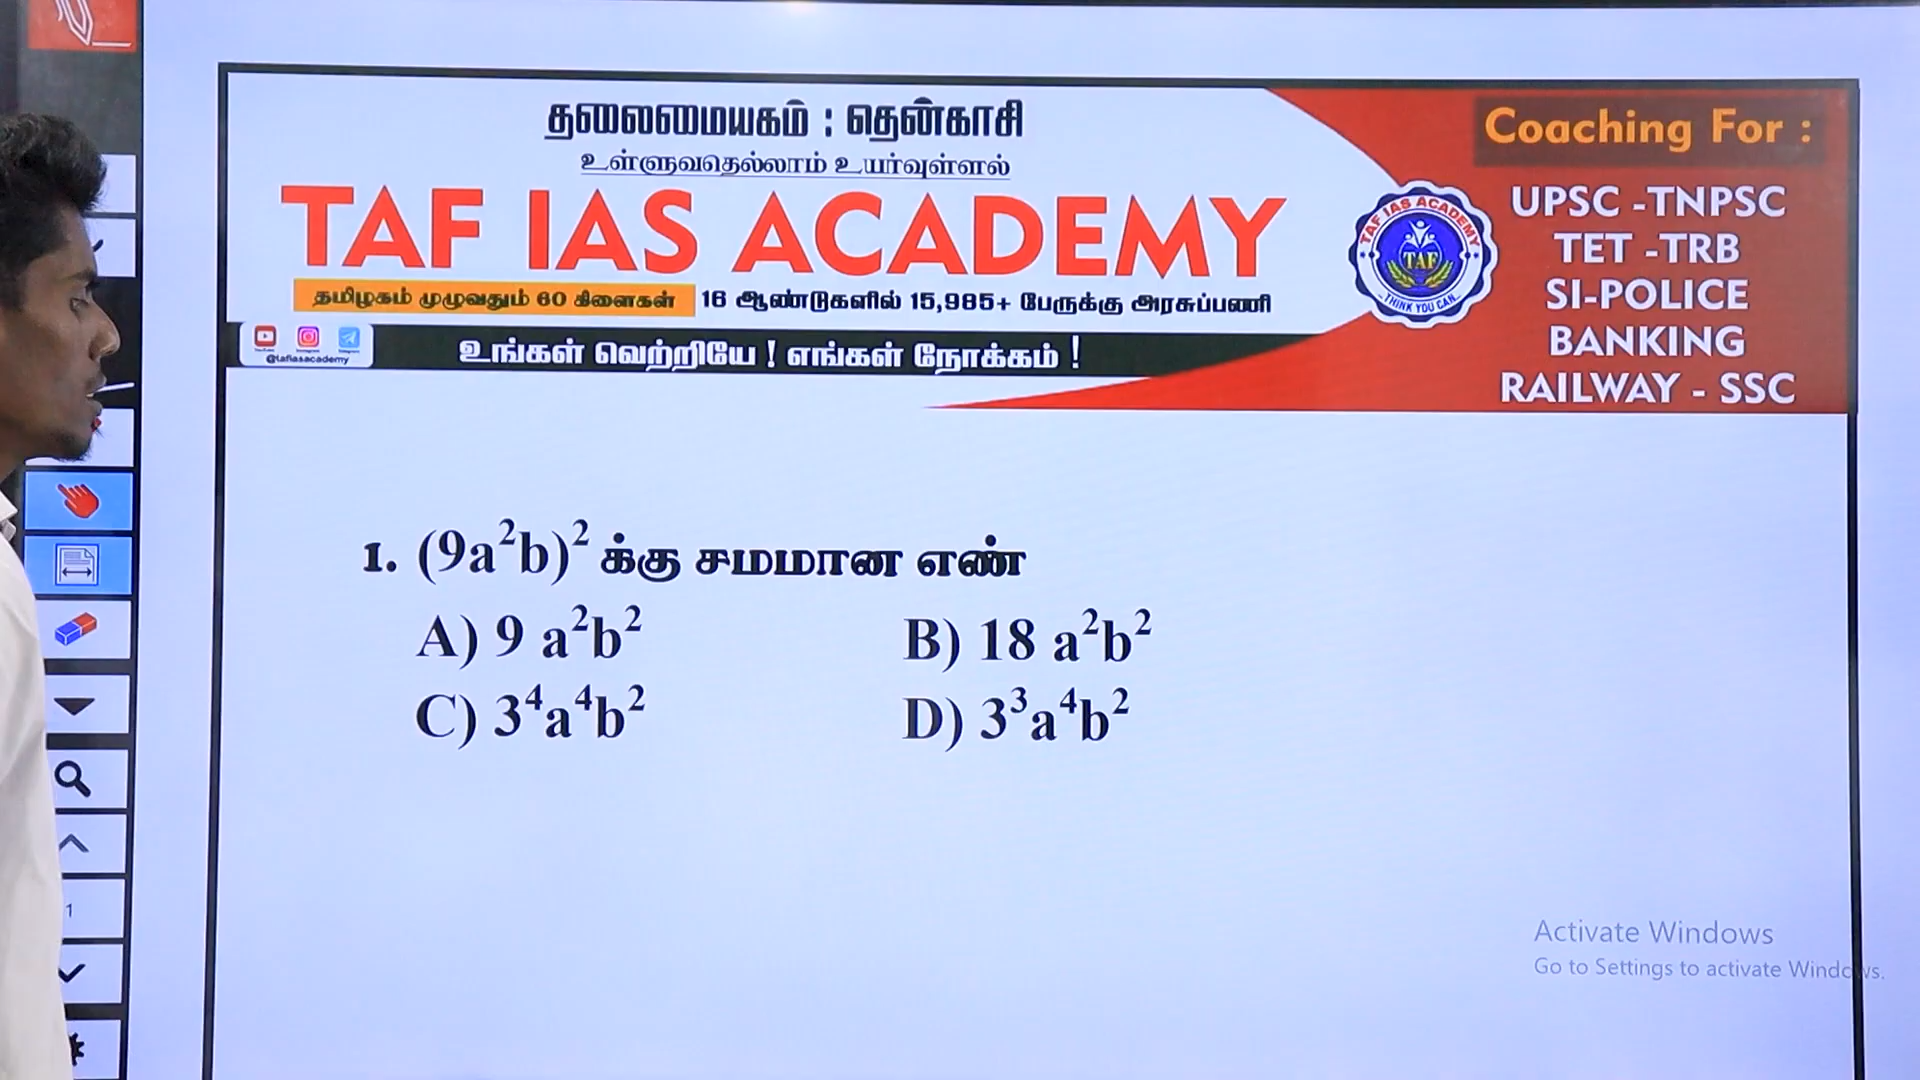 தலைமையகம் : தென்காசி
உள்ளுவதெல்லாம் உயர்வுள்ளல்
TAF IAS ACADEMY
தமிழகம் முழுவதும் 60 கிளைகள் 16 ஆண்டுகளில் 15,985+ பேருக்கு அரசுப்பணி
@tafiasacademy
உங்கள் வெற்றியே ! எங்கள் நோக்கம் !
TAF IAS ACADEMY
TAF
THINK YOU CAN
Coaching For :
UPSC -TNPSC
TET -TRB
SI-POLICE
BANKING
RAILWAY - SSC
1. (9a²b)² க்கு சமமான எண்
A) 9 a²b² B) 18 a²b²
C) 3⁴a⁴b² D) 3³a⁴b²
1
Activate Windows
Go to Settings to activate Windows.